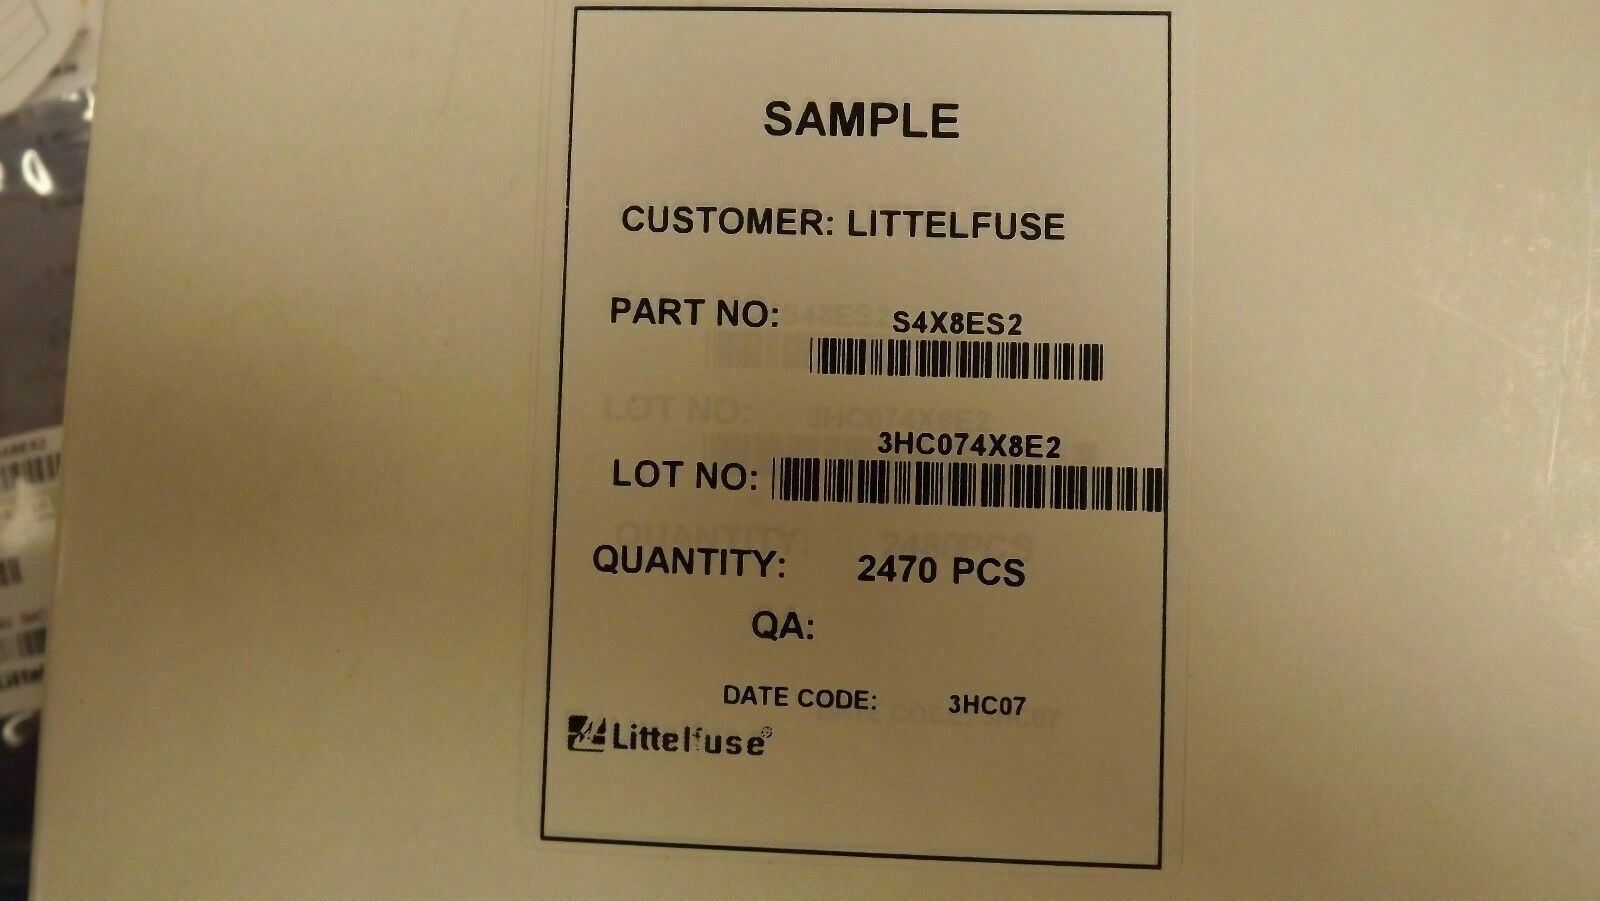 SAMPLE
CUSTOMER: LITTELFUSE
PART NO: S4X8ES2
3HC074X8E2
LOT NO:
QUANTITY: 2470 PCS
QA:
DATE CODE: 3HC07
Littelfuse®